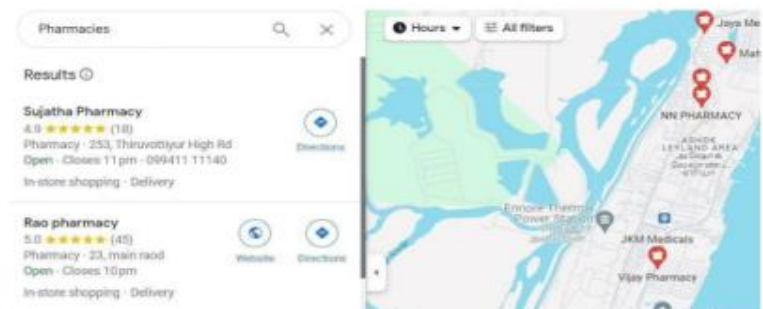 Pharmacies
Hours
All filters
Results
Sujatha Pharmacy
4.9 (18)
Pharmacy · 253, Thiruvottiyur High Rd
Open · Closes 11 pm · 099411 11140
In-store shopping · Delivery
Directions
Rao pharmacy
5.0 (45)
Pharmacy · 23, main raod
Open · Closes 10pm
In-store shopping · Delivery
Website
Directions
Jaya Me
Mah
NN PHARMACY
ASHOK
LEYLAND AREA
Ennore Thermal
Power Station
JKM Medicals
Vijay Pharmacy